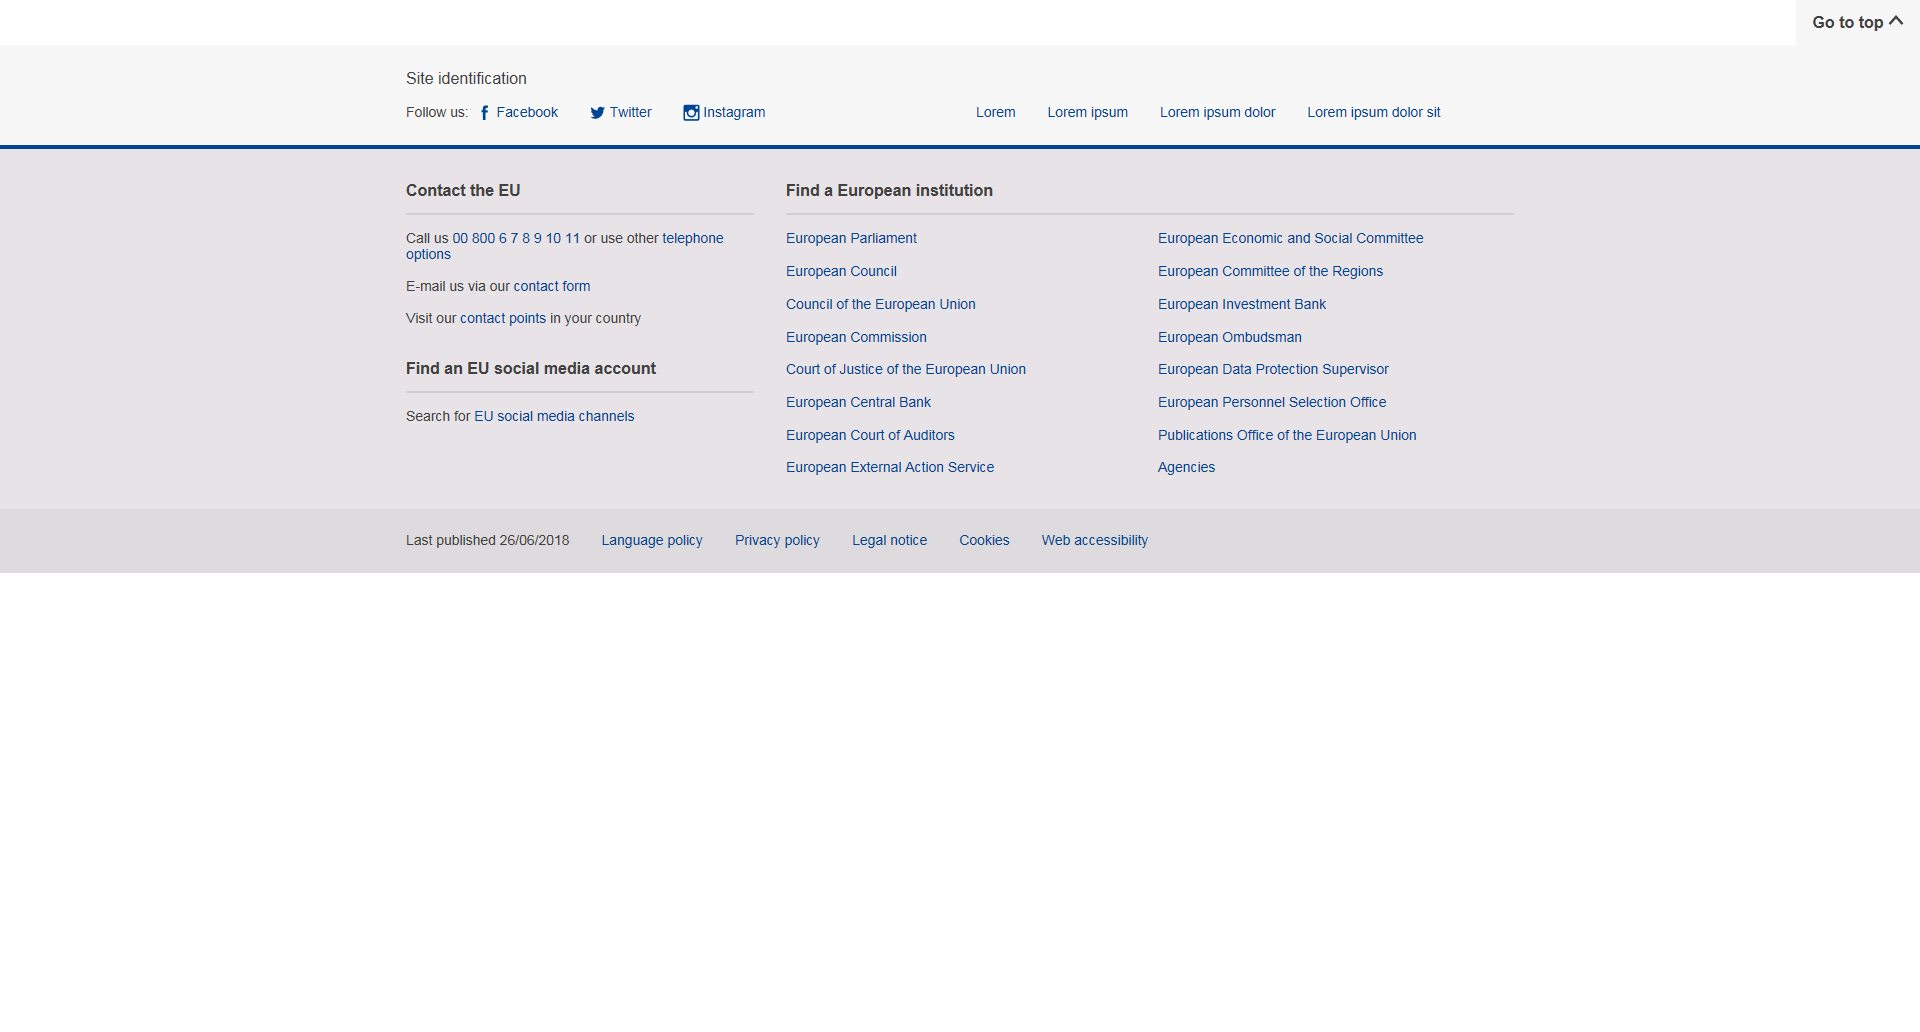 Go to top
Site identification
Follow us: Facebook Twitter Instagram
Lorem Lorem ipsum Lorem ipsum dolor Lorem ipsum dolor sit
Contact the EU
Call us 00 800 6 7 8 9 10 11 or use other telephone
options
E-mail us via our contact form
Visit our contact points in your country
Find an EU social media account
Search for EU social media channels
Find a European institution
European Parliament
European Council
Council of the European Union
European Commission
Court of Justice of the European Union
European Central Bank
European Court of Auditors
European External Action Service
European Economic and Social Committee
European Committee of the Regions
European Investment Bank
European Ombudsman
European Data Protection Supervisor
European Personnel Selection Office
Publications Office of the European Union
Agencies
Last published 26/06/2018 Language policy Privacy policy Legal notice Cookies Web accessibility